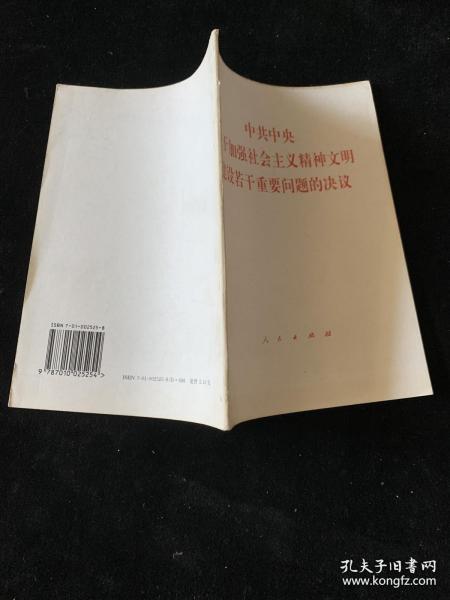 中共中央
于加强社会主义精神文明
建设若干重要问题的决议
人民出版社
ISBN 7-01-002525-8
9 787010 025254 >
孔夫子旧书网
www.kongfz.com